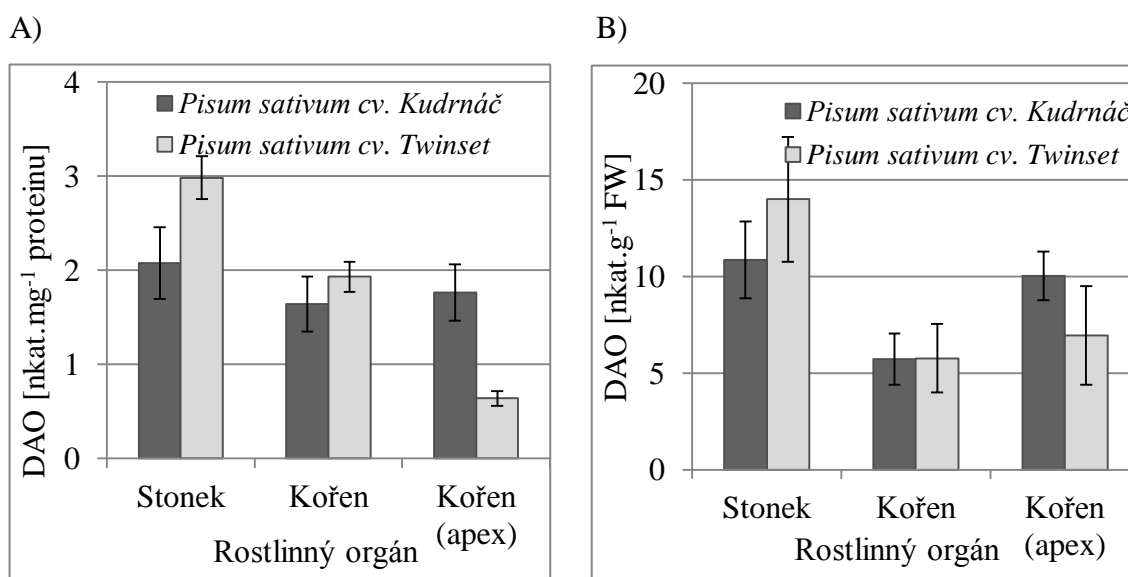 A)
DAO [nkat.mg-1 proteinu]
4
3
2
1
0
Pisum sativum cv. Kudrnáč
Pisum sativum cv. Twinset
Stonek
Kořen
Kořen
(apex)
Rostlinný orgán
B)
DAO [nkat.g-1 FW]
20
15
10
5
0
Pisum sativum cv. Kudrnáč
Pisum sativum cv. Twinset
Stonek
Kořen
Kořen
(apex)
Rostlinný orgán